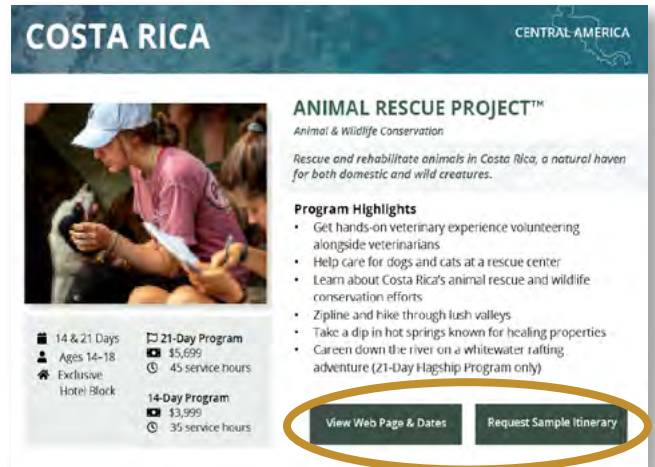 COSTA RICA
CENTRAL AMERICA
ANIMAL RESCUE PROJECT™
Animal & Wildlife Conservation
Rescue and rehabilitate animals in Costa Rica, a natural haven
for both domestic and wild creatures.
Program Highlights
• Get hands-on veterinary experience volunteering
alongside veterinarians
• Help care for dogs and cats at a rescue center
• Learn about Costa Rica's animal rescue and wildlife
conservation efforts
• Zipline and hike through lush valleys
• Take a dip in hot springs known for healing properties
• Careen down the river on a whitewater rafting
adventure (21-Day Flagship Program only)
14 & 21 Days
Ages 14–18
Exclusive
Hotel Block
21-Day Program
$5,699
45 service hours
14-Day Program
$3,999
35 service hours
View Web Page & Dates
Request Sample Itinerary